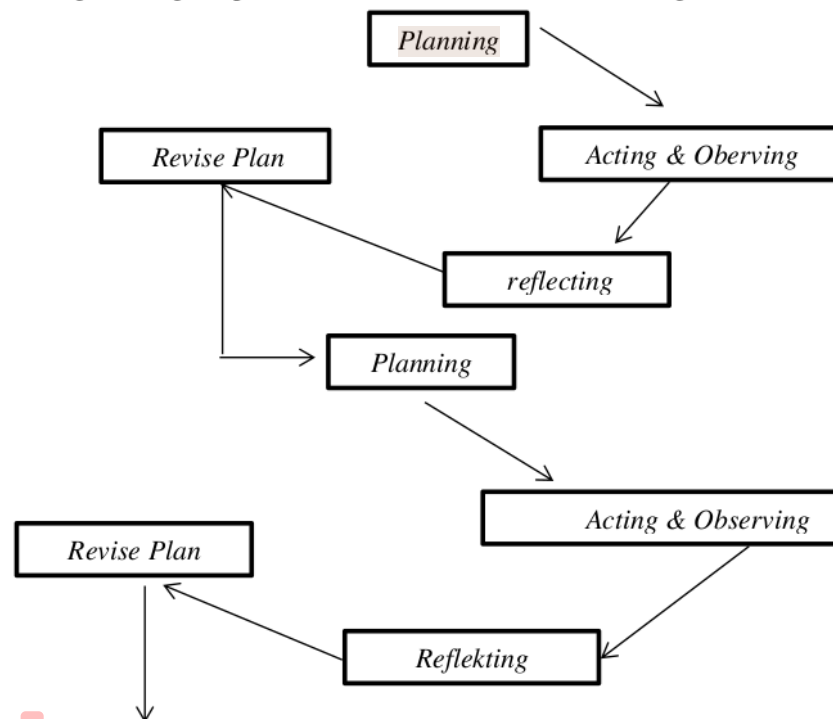 Planning
Revise Plan
Acting & Oberving
reflecting
Planning
Acting & Observing
Revise Plan
Reflekting